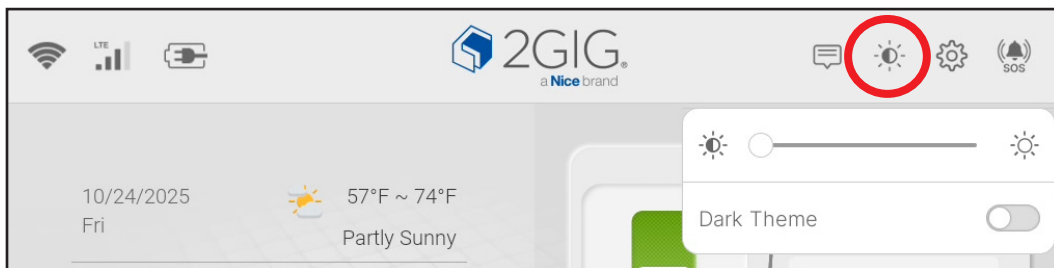 LTE
2GIG.
a Nice brand
SOS
10/24/2025
57°F ~ 74°F
Fri
Partly Sunny
Dark Theme